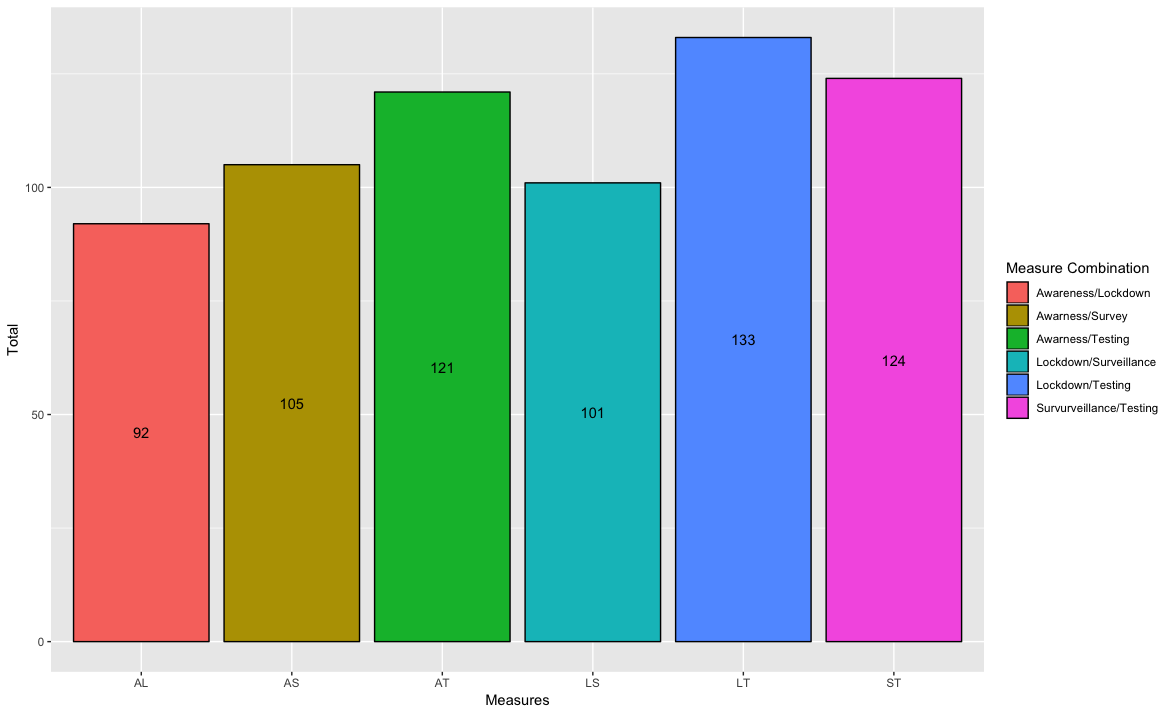 Total
100
50
0
92
105
121
101
133
124
AL AS AT LS LT ST
Measures
Measure Combination
Awareness/Lockdown
Awarness/Survey
Awarness/Testing
Lockdown/Surveillance
Lockdown/Testing
Survurveillance/Testing